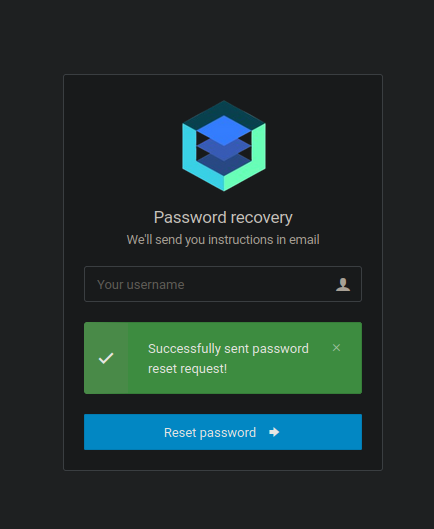 Password recovery
We'll send you instructions in email
Your username
Successfully sent password
reset request!
Reset password